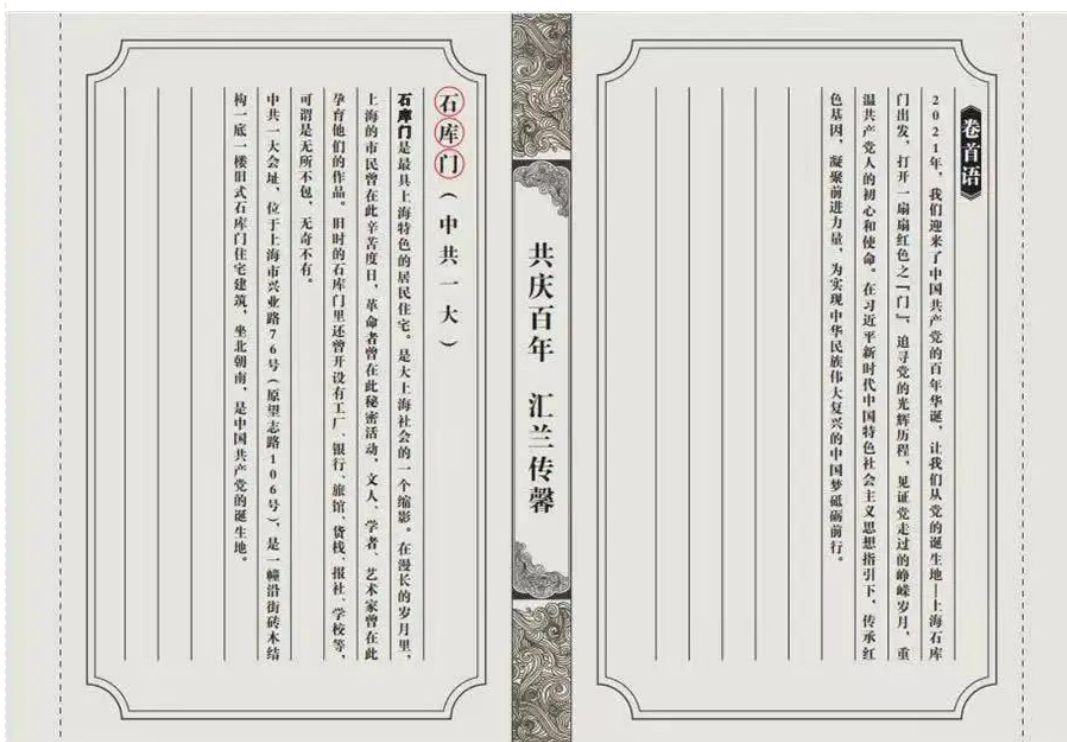 卷首语
2021年，我们迎来了中国共产党的百年华诞，让我们从党的诞生地—上海石库
门出发，打开一扇扇红色之「门」，追寻党的光辉历程，见证党走过的峥嵘岁月，重
温共产党人的初心和使命。在习近平新时代中国特色社会主义思想指引下，传承红
色基因，凝聚前进力量，为实现中华民族伟大复兴的中国梦砥砺前行。
共庆百年 汇兰传馨
石库门（中共一大）
石库门是最具上海特色的居民住宅。是大上海社会的一个缩影。在漫长的岁月里，
上海的市民曾在此辛苦度日，革命者曾在此秘密活动，文人、学者、艺术家曾在此
孕育他们的作品。旧时的石库门里还曾开设有工厂、银行、旅馆、货栈、报社、学校等，
可谓是无所不包，无奇不有。
中共一大会址，位于上海市兴业路76号（原望志路106号），是一幢沿街砖木结
构一底一楼旧式石库门住宅建筑，坐北朝南，是中国共产党的诞生地。